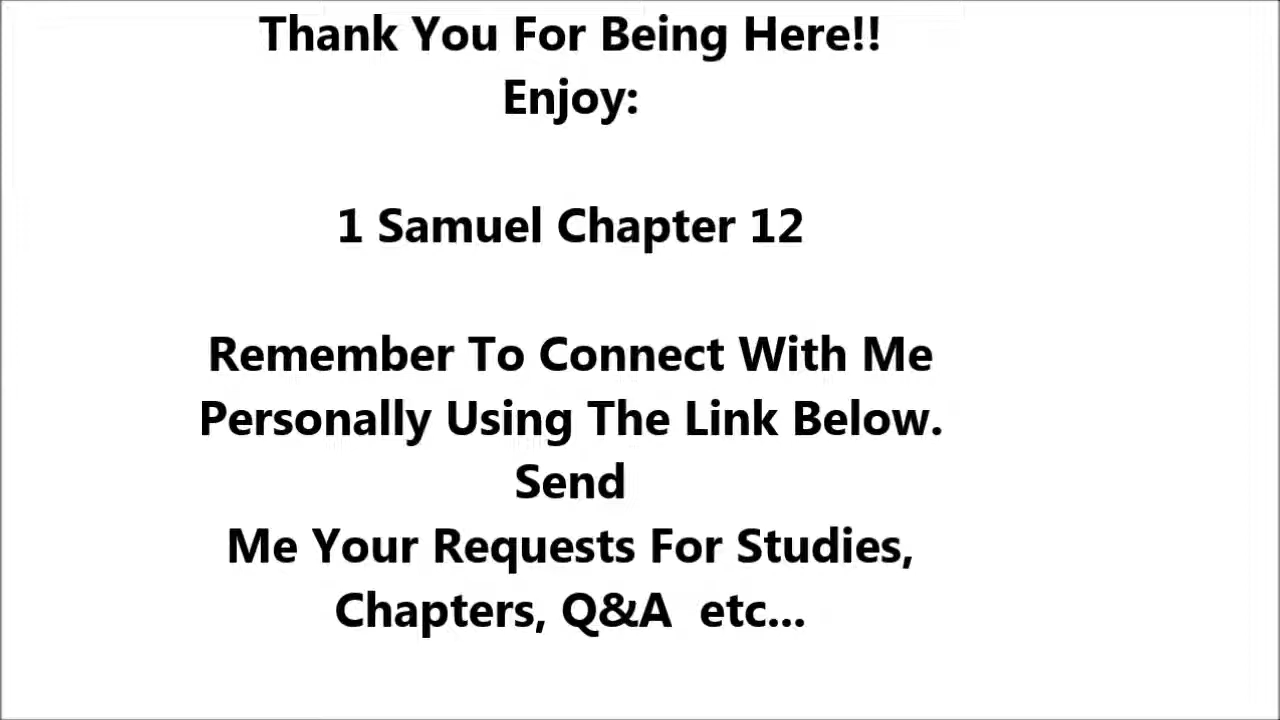 Thank You For Being Here!!
Enjoy:
1 Samuel Chapter 12
Remember To Connect With Me
Personally Using The Link Below.
Send
Me Your Requests For Studies,
Chapters, Q&A  etc...